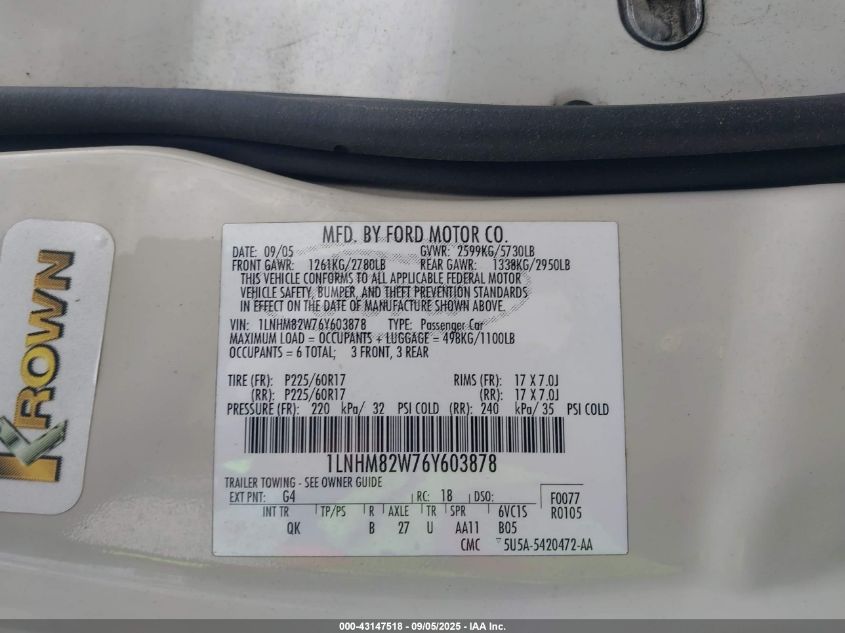 KROWN
MFD. BY FORD MOTOR CO.
DATE: 09/05 GVWR: 2599KG/5730LB
FRONT GAWR: 1261KG/2780LB REAR GAWR: 1338KG/2950LB
THIS VEHICLE CONFORMS TO ALL APPLICABLE FEDERAL MOTOR
VEHICLE SAFETY, BUMPER, AND THEFT PREVENTION STANDARDS
IN EFFECT ON THE DATE OF MANUFACTURE SHOWN ABOVE.
VIN: 1LNHM82W76Y603878 TYPE: Passenger Car
MAXIMUM LOAD = OCCUPANTS + LUGGAGE = 498KG/1100LB
OCCUPANTS = 6 TOTAL; 3 FRONT, 3 REAR
TIRE (FR): P225/60R17 RIMS (FR): 17 X 7.0J
(RR): P225/60R17 (RR): 17 X 7.0J
PRESSURE (FR): 220 kPa/ 32 PSI COLD (RR): 240 kPa/ 35 PSI COLD
1LNHM82W76Y603878
TRAILER TOWING - SEE OWNER GUIDE
EXT PNT: G4 RC: 18 DSO: F0077
INT TR TP/PS R AXLE TR SPR 6VC1S R0105
QK B 27 U AA11 B05
CMC 5U5A-5420472-AA
000-43147518 - 09/05/2025 - IAA Inc.